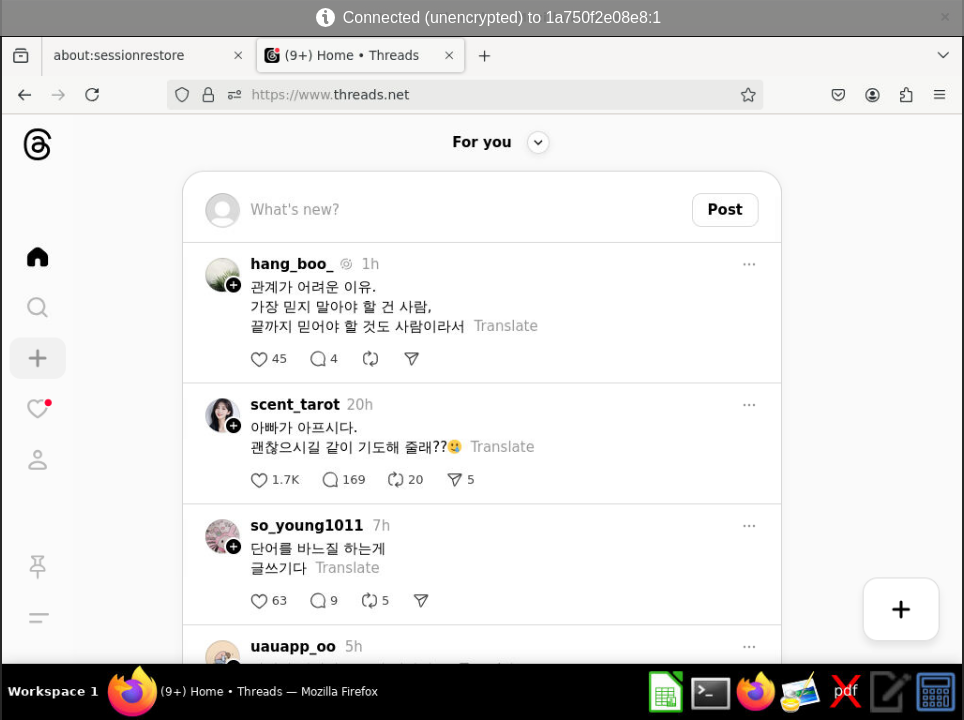 Connected (unencrypted) to 1a750f2e08e8:1
about:sessionrestore
(9+) Home • Threads
https://www.threads.net
For you
What's new?
Post
hang_boo_ 1h
관계가 어려운 이유.
가장 믿지 말아야 할 건 사람,
끝까지 믿어야 할 것도 사람이라서 Translate
45 4
scent_tarot 20h
아빠가 아프시다.
괜찮으시길 같이 기도해 줄래?? Translate
1.7K 169 20 5
so_young1011 7h
단어를 바느질 하는게
글쓰기다 Translate
63 9 5
uauapp_oo 5h
Workspace 1
(9+) Home • Threads — Mozilla Firefox
pdf